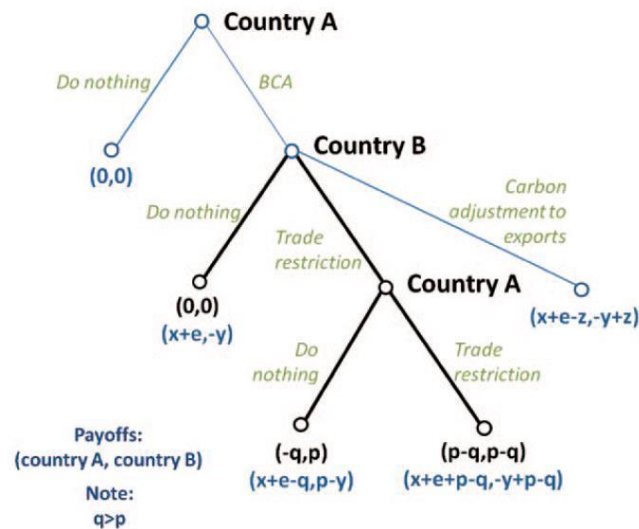 Country A
Do nothing
BCA
(0,0)
Country B
Do nothing
Trade
restriction
Carbon
adjustment to
exports
(0,0)
(x+e,-y)
Country A
(x+e-z,-y+z)
Do
nothing
Trade
restriction
(-q,p)
(x+e-q,p-y)
(p-q,p-q)
(x+e+p-q,-y+p-q)
Payoffs:
(country A, country B)
Note:
q>p